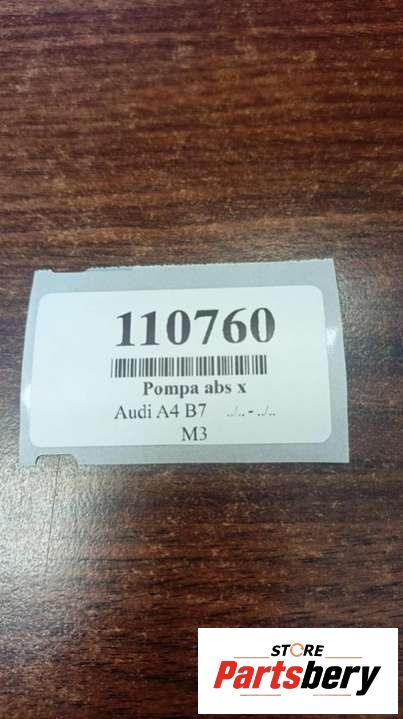 110760
Pompa abs x
Audi A4 B7 ../.. - ../..
M3
STORE
Partsbery